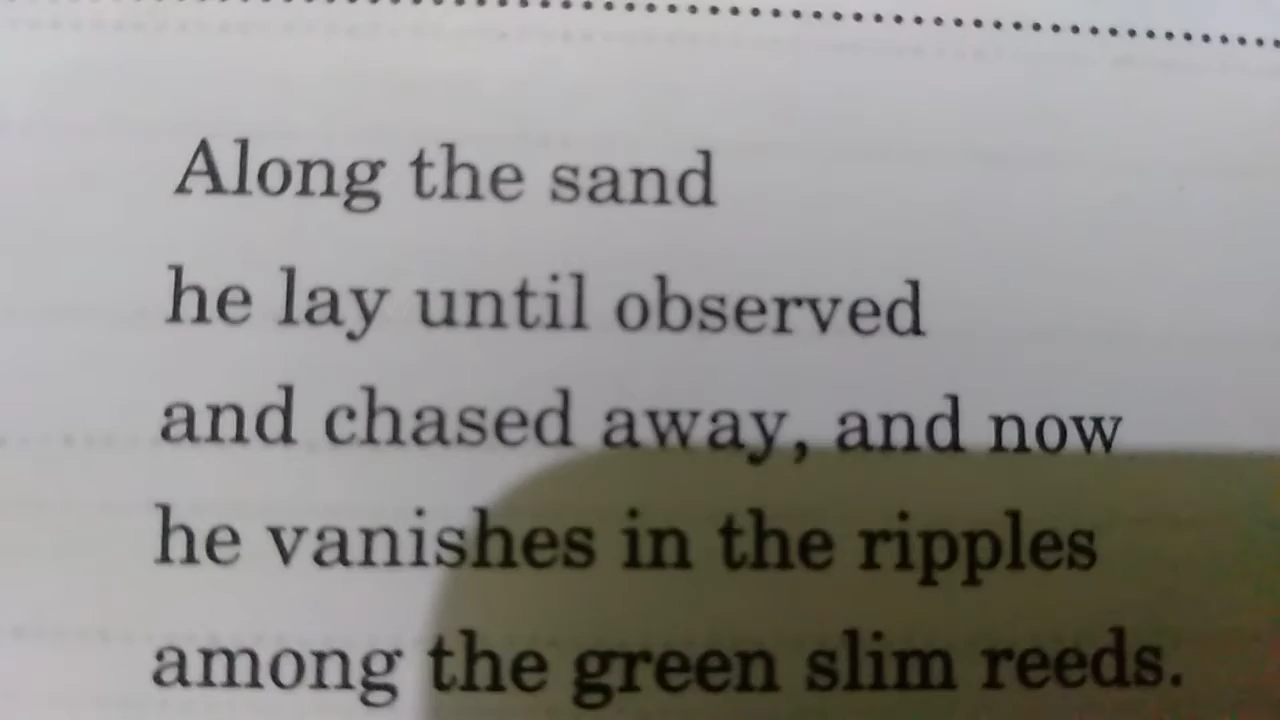 Along the sand
he lay until observed
and chased away, and now
he vanishes in the ripples
among the green slim reeds.